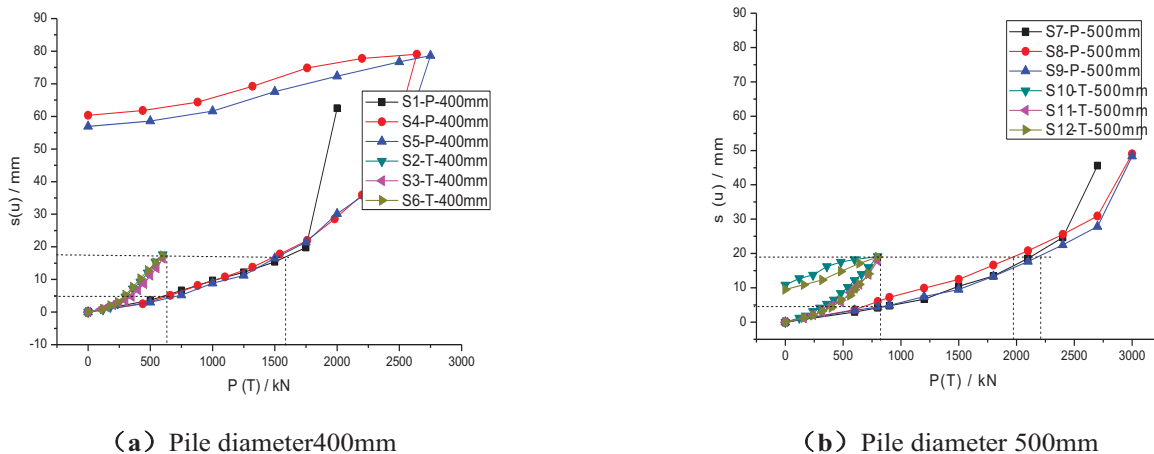 90
80
70
60
50
40
30
20
10
0
-10
s(u) / mm
S1-P-400mm
S4-P-400mm
S5-P-400mm
S2-T-400mm
S3-T-400mm
S6-T-400mm
0 500 1000 1500 2000 2500 3000
P (T) / kN
(a) Pile diameter400mm
90
80
70
60
50
40
30
20
10
0
s (u) / mm
S7-P-500mm
S8-P-500mm
S9-P-500mm
S10-T-500mm
S11-T-500mm
S12-T-500mm
0 500 1000 1500 2000 2500 3000
P(T) / kN
(b) Pile diameter 500mm